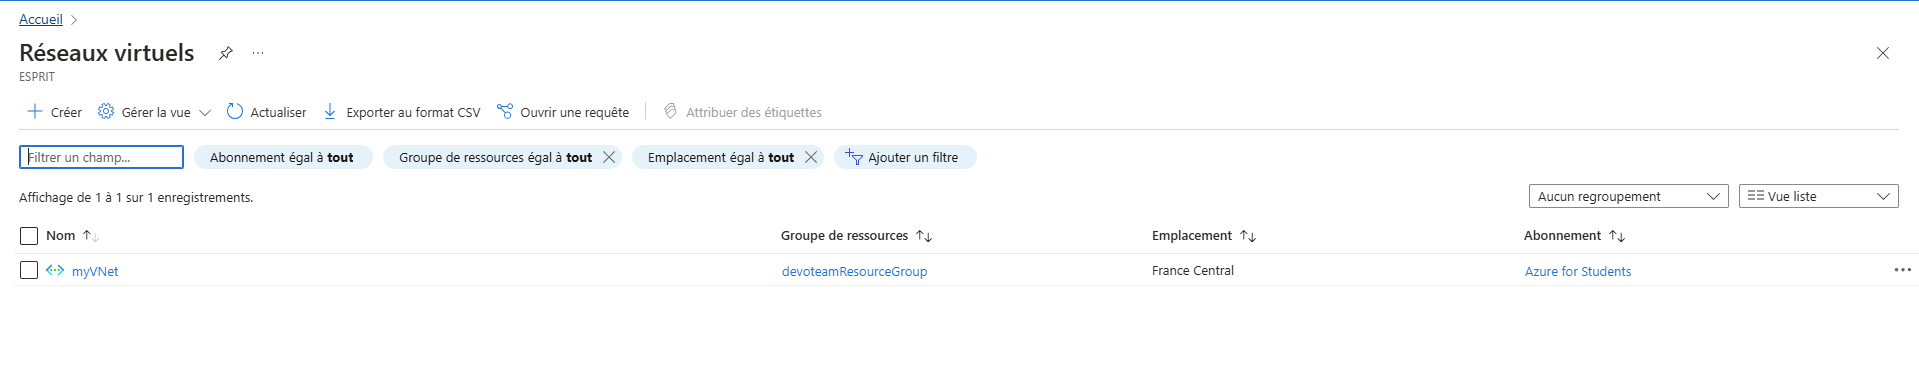 Accueil
Réseaux virtuels
ESPRIT
Créer Gérer la vue Actualiser Exporter au format CSV Ouvrir une requête Attribuer des étiquettes
Filtrer un champ... Abonnement égal à tout Groupe de ressources égal à tout Emplacement égal à tout Ajouter un filtre
Affichage de 1 à 1 sur 1 enregistrements. Aucun regroupement Vue liste
Nom Groupe de ressources Emplacement Abonnement
myVNet devoteamResourceGroup France Central Azure for Students